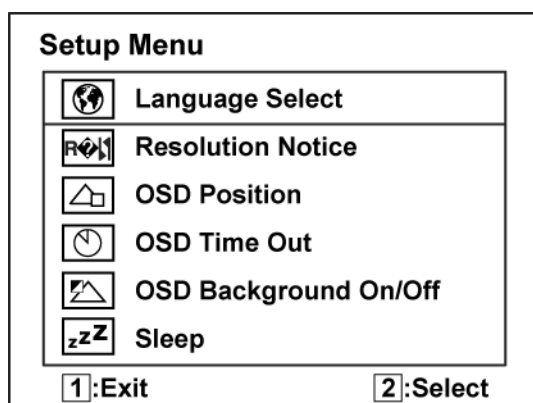 Setup Menu
Language Select
Resolution Notice
OSD Position
OSD Time Out
OSD Background On/Off
zzZ Sleep
1:Exit 2:Select